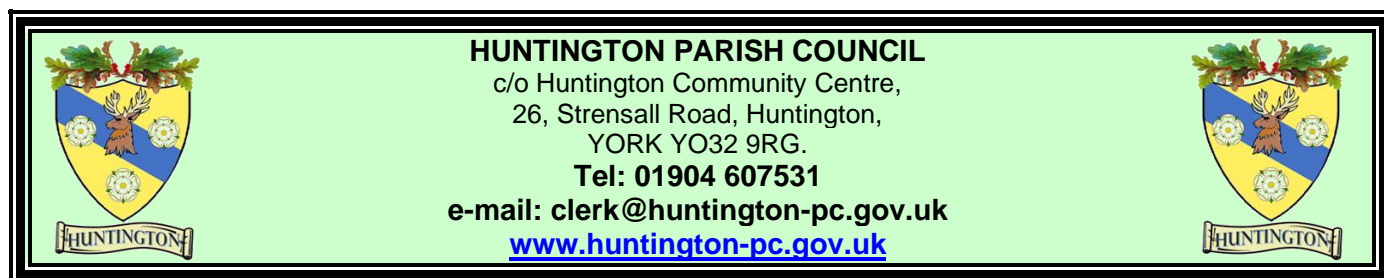 HUNTINGTON PARISH COUNCIL
c/o Huntington Community Centre,
26, Strensall Road, Huntington,
YORK YO32 9RG.
Tel: 01904 607531
e-mail: clerk@huntington-pc.gov.uk
www.huntington-pc.gov.uk
HUNTINGTON
HUNTINGTON